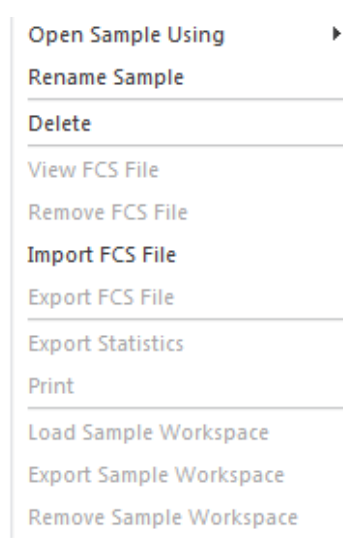 Open Sample Using
Rename Sample
Delete
View FCS File
Remove FCS File
Import FCS File
Export FCS File
Export Statistics
Print
Load Sample Workspace
Export Sample Workspace
Remove Sample Workspace